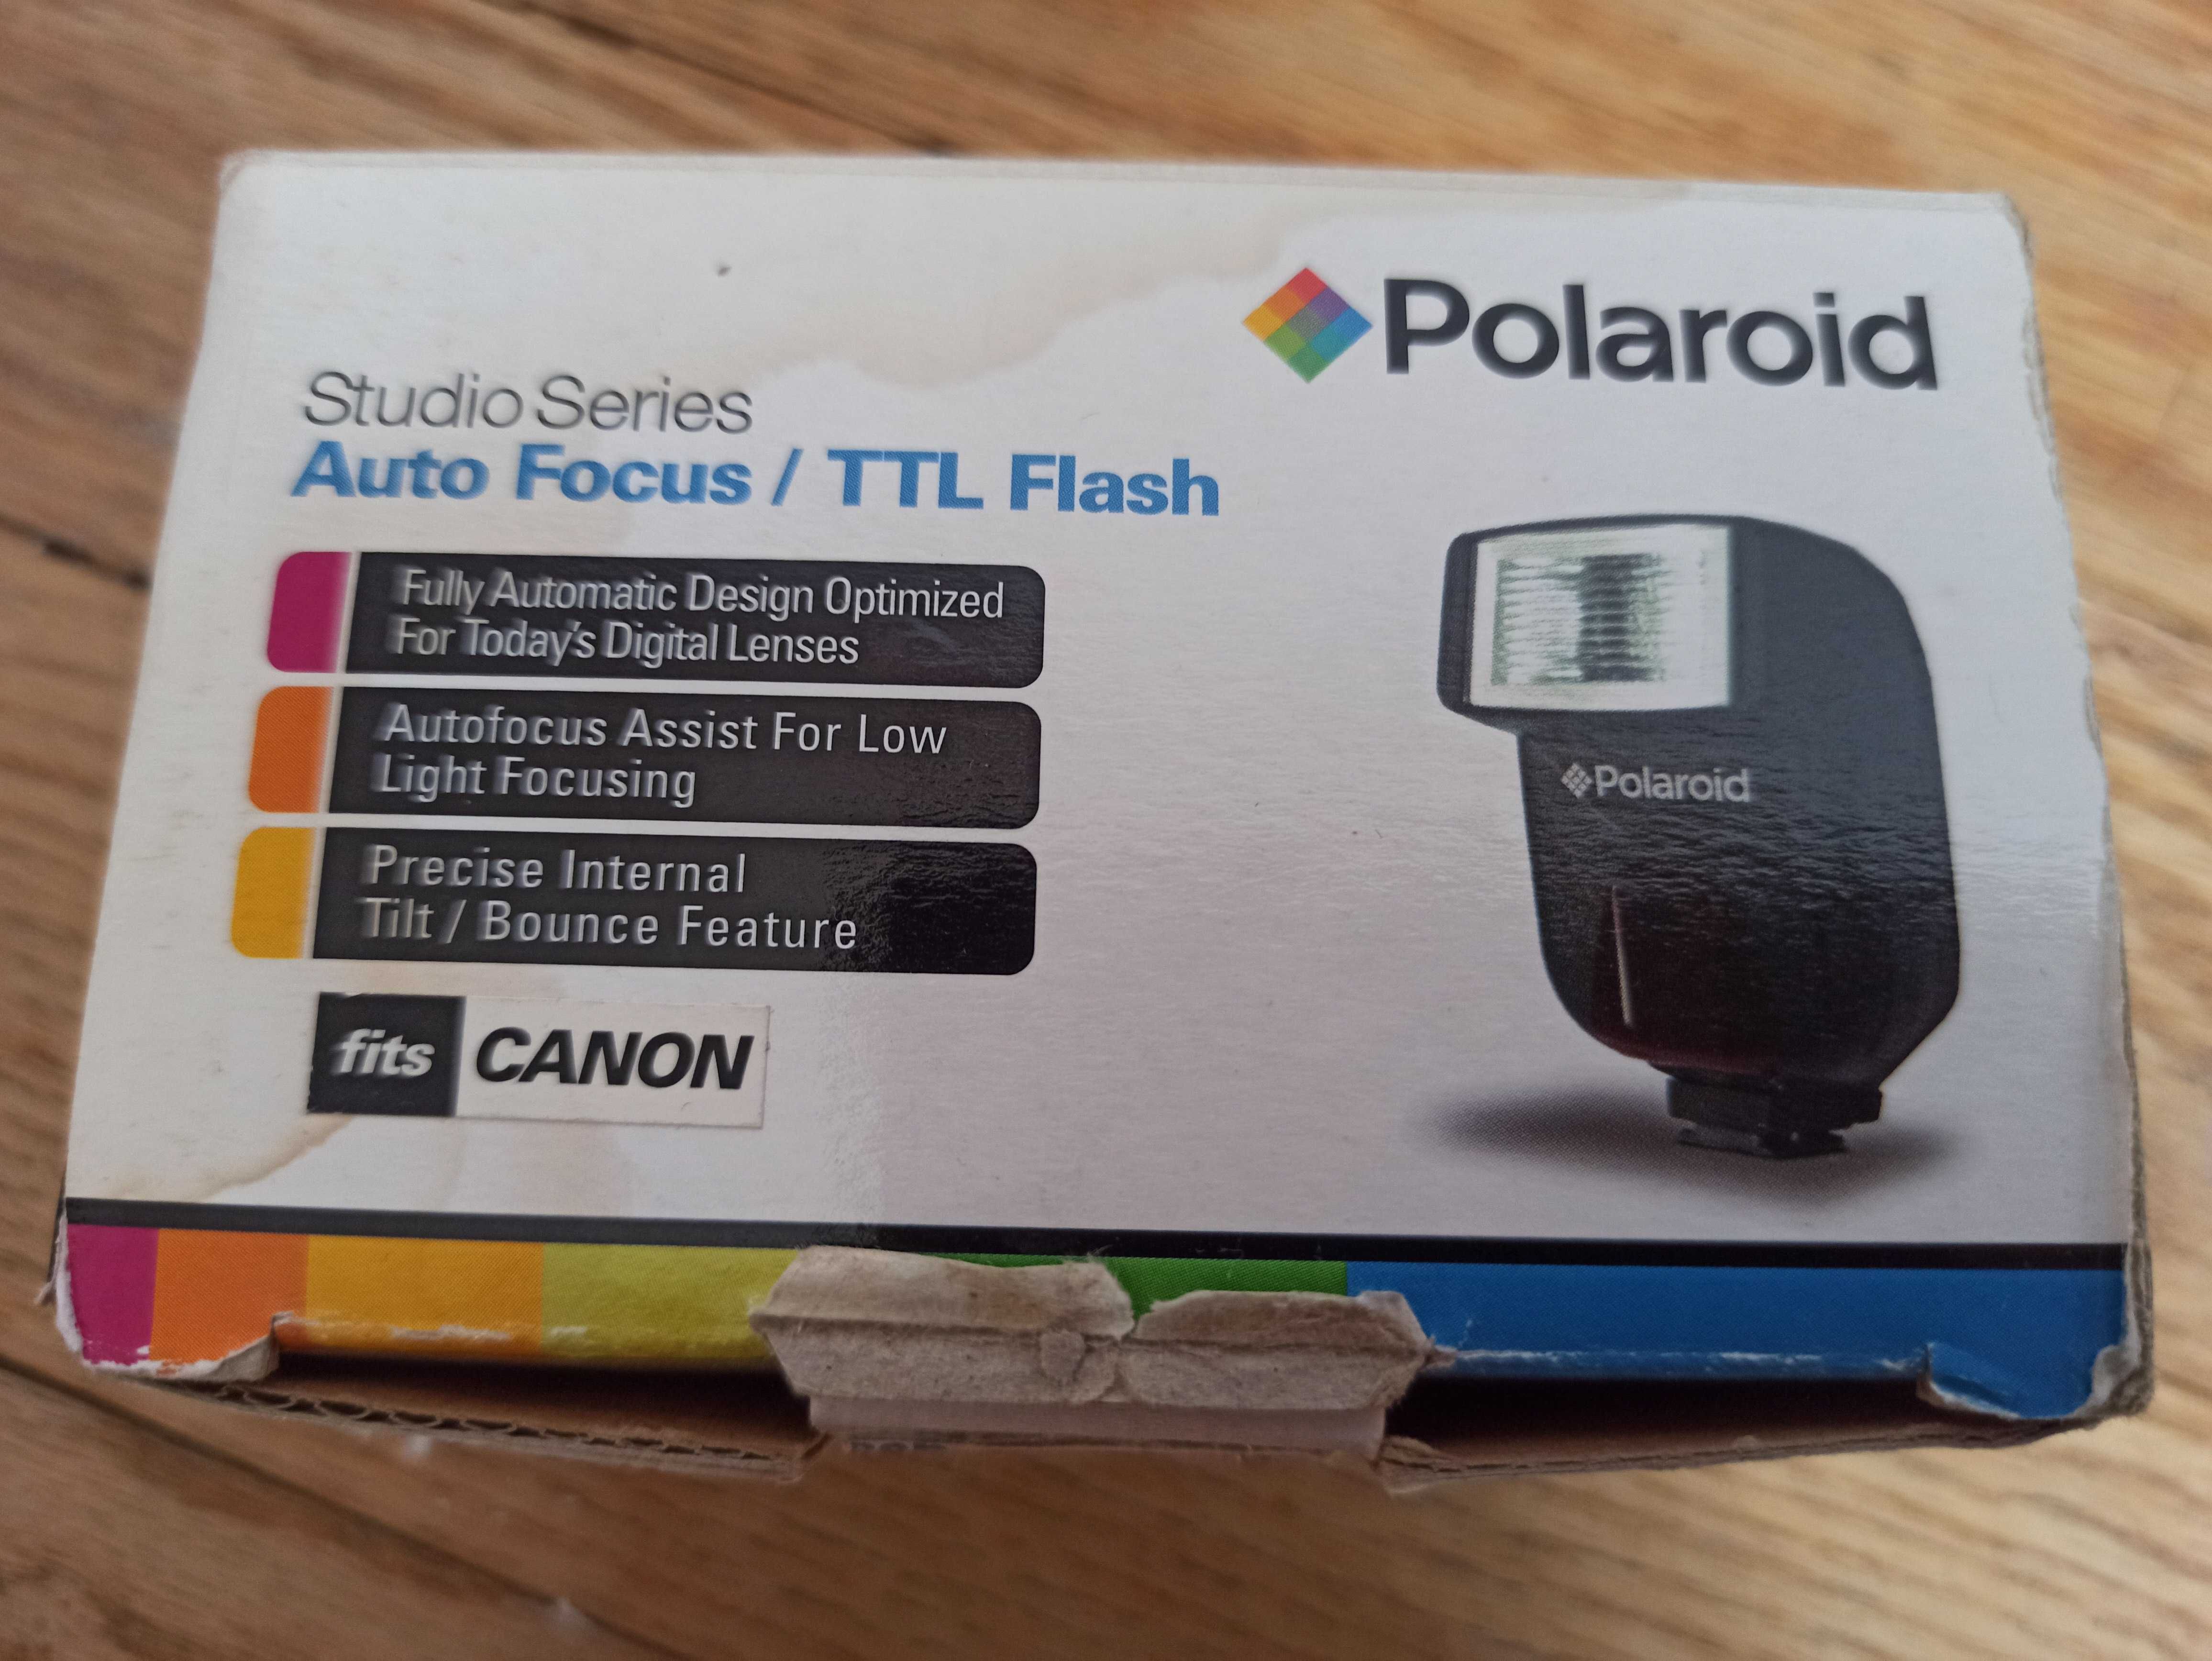 Polaroid
Studio Series
Auto Focus / TTL Flash
Fully Automatic Design Optimized
For Today's Digital Lenses
Autofocus Assist For Low
Light Focusing
Precise Internal
Tilt / Bounce Feature
fits CANON
Polaroid